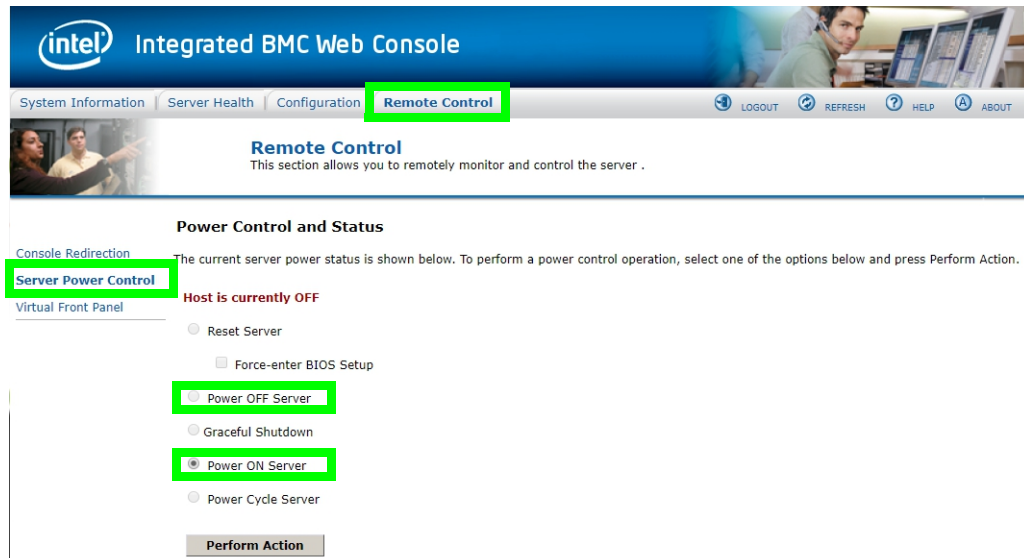 intel Integrated BMC Web Console
System Information Server Health Configuration Remote Control LOGOUT REFRESH ? HELP A ABOUT
Remote Control
This section allows you to remotely monitor and control the server .
Power Control and Status
Console Redirection
Server Power Control
Virtual Front Panel
The current server power status is shown below. To perform a power control operation, select one of the options below and press Perform Action.
Host is currently OFF
Reset Server
Force-enter BIOS Setup
Power OFF Server
Graceful Shutdown
Power ON Server
Power Cycle Server
Perform Action